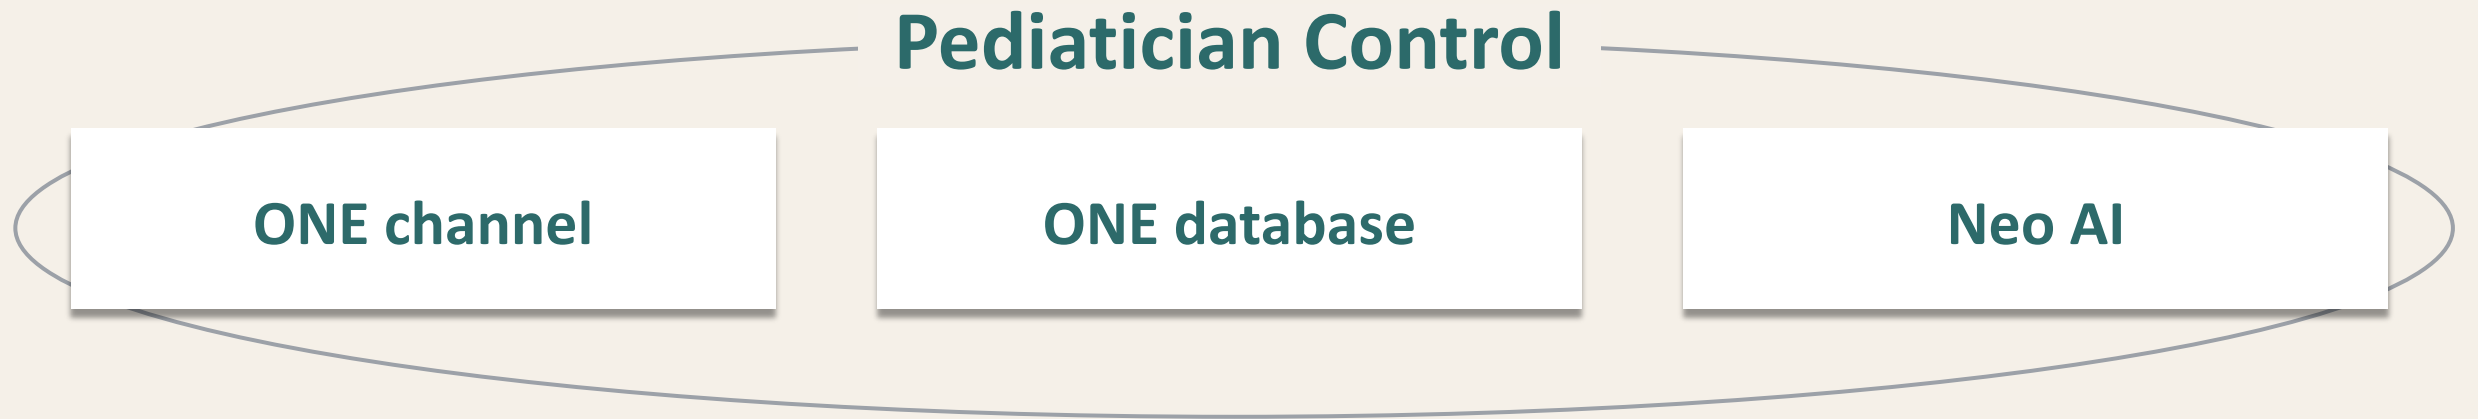 Pediatician Control
ONE channel
ONE database
Neo AI